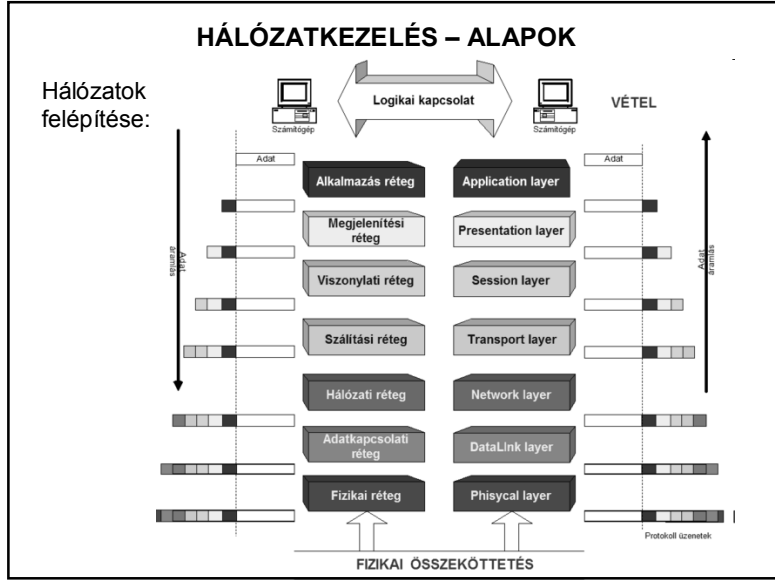 HÁLÓZATKEZELÉS – ALAPOK
Hálózatok
felépítése:
Logikai kapcsolat
Számítógép
Számítógép
VÉTEL
Adat
Adat
Alkalmazás réteg
Application layer
Megjelenítési
réteg
Presentation layer
Adat
áramlás
Adat
áramlás
Viszonylati réteg
Session layer
Szálítási réteg
Transport layer
Hálózati réteg
Network layer
Adatkapcsolati
réteg
DataLInk layer
Fizikai réteg
Phisycal layer
Protokoll üzenetek
FIZIKAI ÖSSZEKÖTTETÉS